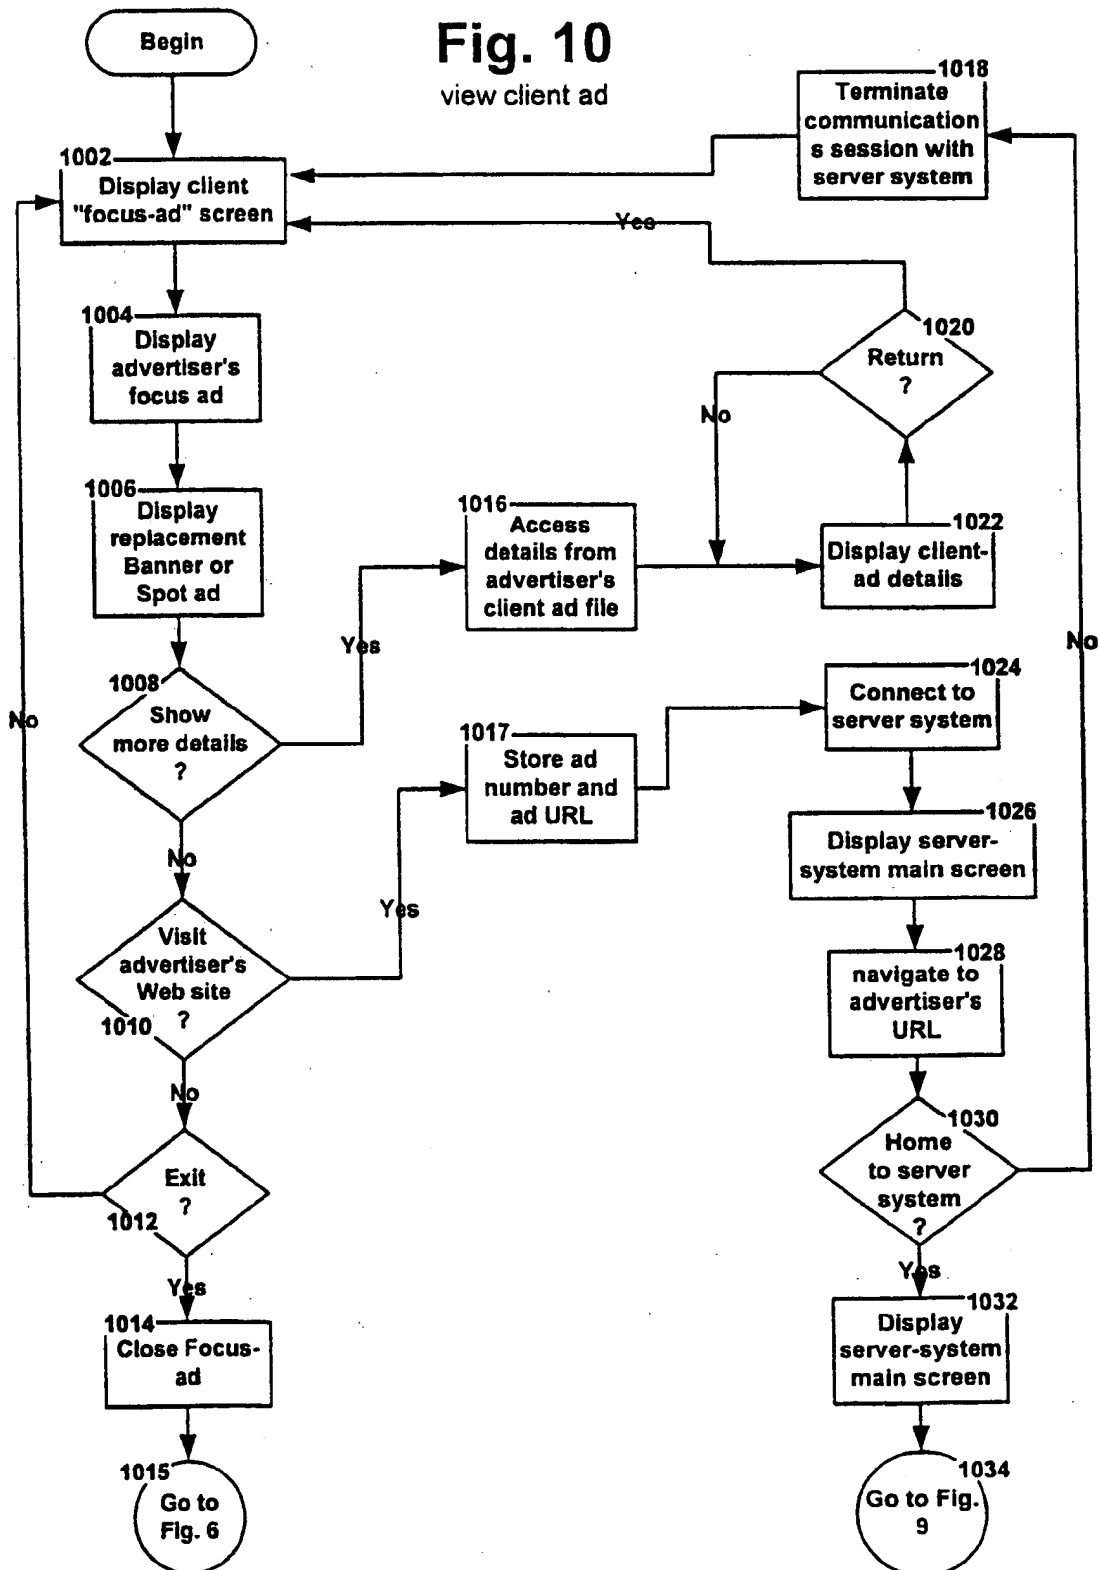 Begin
Fig. 10
view client ad
1018
Terminate
communication
s session with
server system
1002
Display client
"focus-ad" screen
Yes
1004
Display
advertiser's
focus ad
1020
Return
?
No
1006
Display
replacement
Banner or
Spot ad
1016
Access
details from
advertiser's
client ad file
1022
Display client-
ad details
Yes
No
1008
Show
more details
?
No
1024
Connect to
server system
1017
Store ad
number and
ad URL
1026
Display server-
system main screen
No
Yes
Visit
advertiser's
Web site
?
1010
1028
navigate to
advertiser's
URL
No
1030
Home
to server
system
?
Exit
?
1012
Yes
Yes
1014
Close Focus-
ad
1032
Display
server-system
main screen
1015
Go to
Fig. 6
1034
Go to Fig.
9